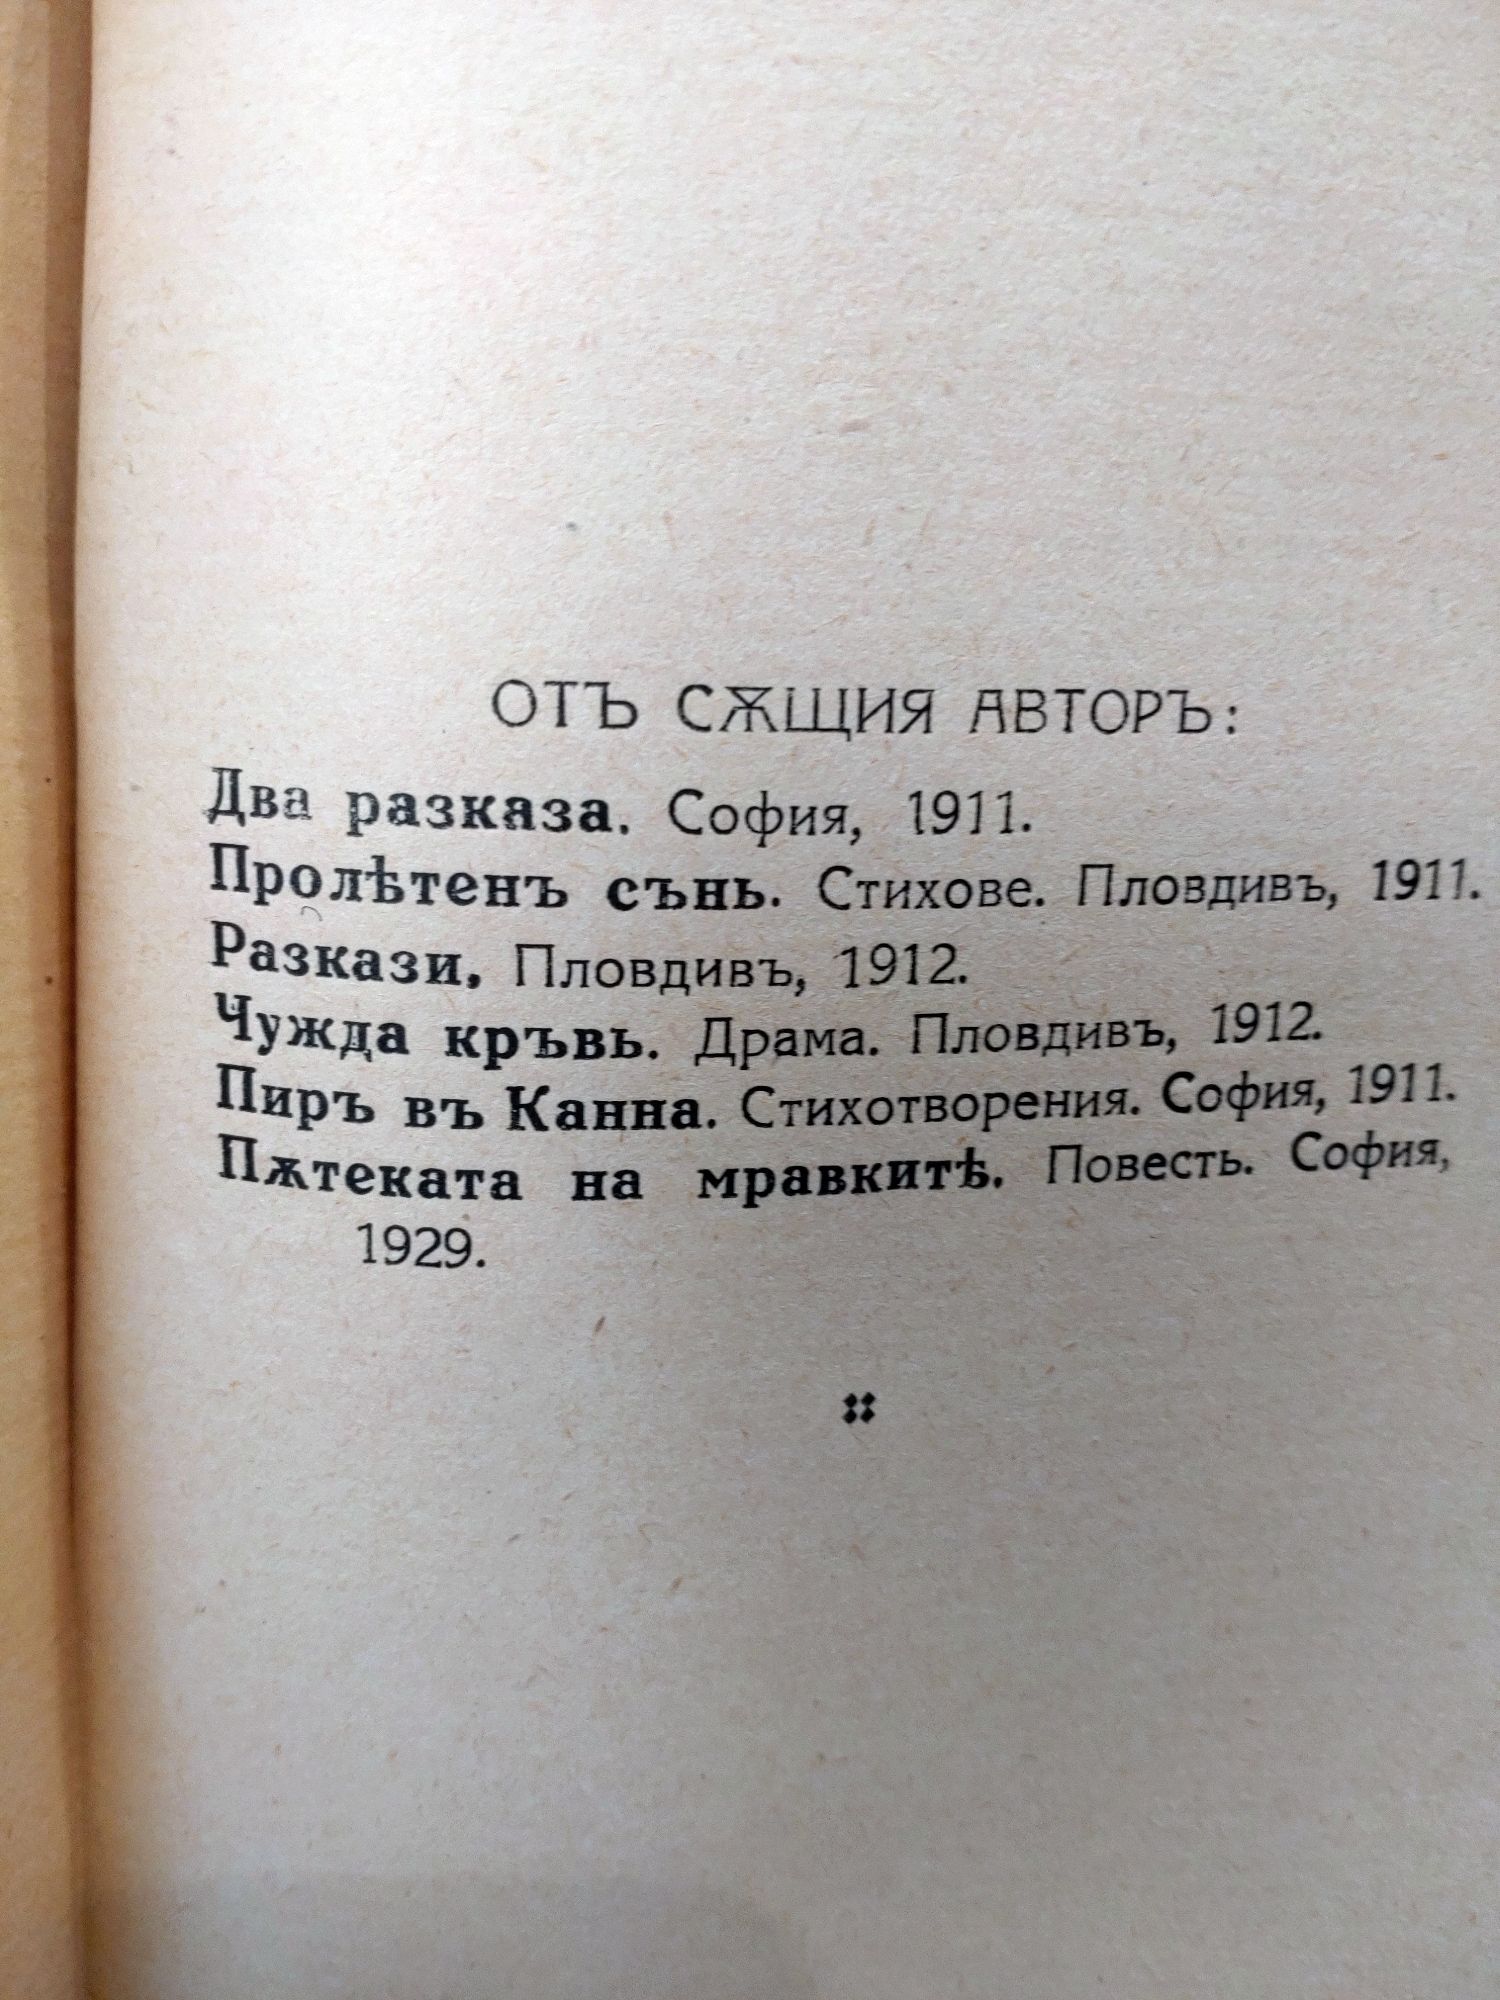 ОТЪ СѪЩИЯ АВТОРЪ:
Два разказа. София, 1911.
Пролѣтенъ сънь. Стихове. Пловдивъ, 1911.
Разкази, Пловдивъ, 1912.
Чужда кръвь. Драма. Пловдивъ, 1912.
Пиръ въ Канна. Стихотворения. София, 1911.
Пѫтеката на мравкитѣ. Повесть. София,
1929.